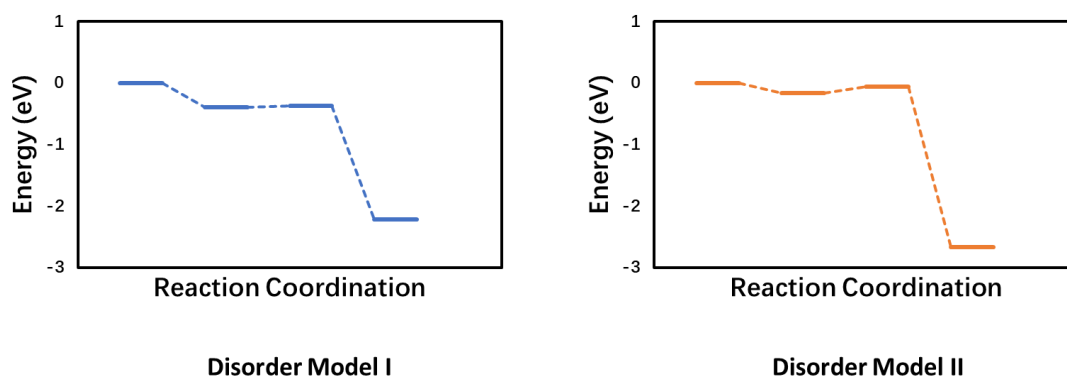 1
0
-1
-2
-3
Energy (eV)
Reaction Coordination
Disorder Model I
1
0
-1
-2
-3
Energy (eV)
Reaction Coordination
Disorder Model II